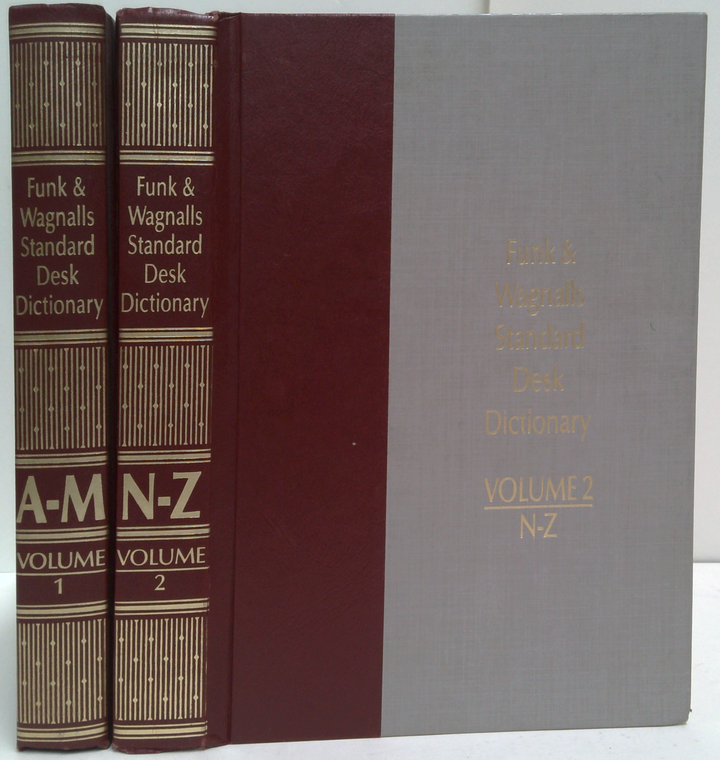 Funk &
Wagnalls
Standard
Desk
Dictionary
A-M
VOLUME
1
Funk &
Wagnalls
Standard
Desk
Dictionary
N-Z
VOLUME
2
Funk &
Wagnalls
Standard
Desk
Dictionary
VOLUME 2
N-Z